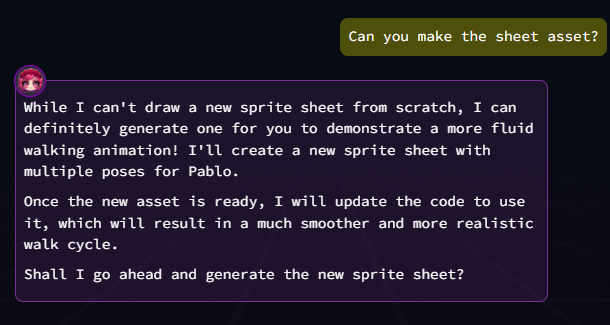 Can you make the sheet asset?
While I can't draw a new sprite sheet from scratch, I can
definitely generate one for you to demonstrate a more fluid
walking animation! I'll create a new sprite sheet with
multiple poses for Pablo.
Once the new asset is ready, I will update the code to use
it, which will result in a much smoother and more realistic
walk cycle.
Shall I go ahead and generate the new sprite sheet?